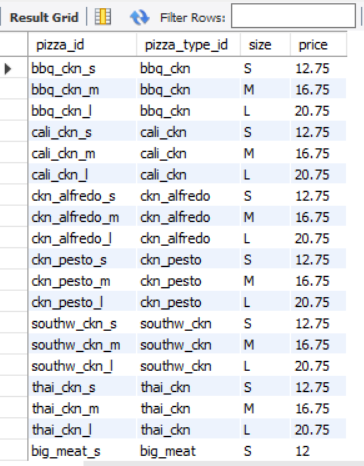 Result Grid Filter Rows:
pizza_id pizza_type_id size price
bbq_ckn_s bbq_ckn S 12.75
bbq_ckn_m bbq_ckn M 16.75
bbq_ckn_l bbq_ckn L 20.75
cali_ckn_s cali_ckn S 12.75
cali_ckn_m cali_ckn M 16.75
cali_ckn_l cali_ckn L 20.75
ckn_alfredo_s ckn_alfredo S 12.75
ckn_alfredo_m ckn_alfredo M 16.75
ckn_alfredo_l ckn_alfredo L 20.75
ckn_pesto_s ckn_pesto S 12.75
ckn_pesto_m ckn_pesto M 16.75
ckn_pesto_l ckn_pesto L 20.75
southw_ckn_s southw_ckn S 12.75
southw_ckn_m southw_ckn M 16.75
southw_ckn_l southw_ckn L 20.75
thai_ckn_s thai_ckn S 12.75
thai_ckn_m thai_ckn M 16.75
thai_ckn_l thai_ckn L 20.75
big_meat_s big_meat S 12